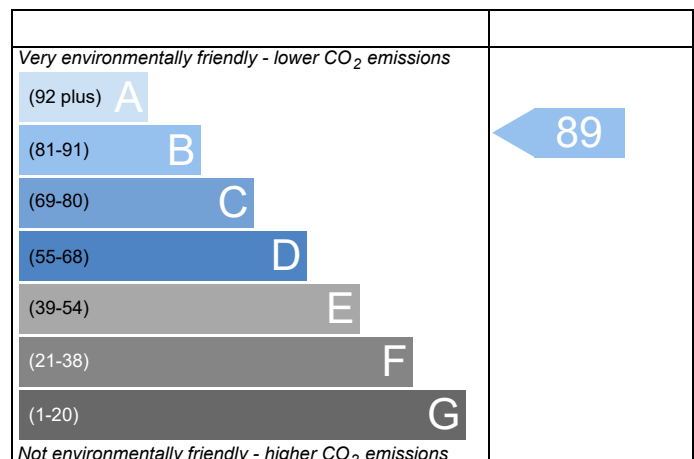 Very environmentally friendly - lower CO2 emissions
(92 plus) A
89
(81-91) B
(69-80) C
(55-68) D
(39-54) E
(21-38) F
(1-20) G
Not environmentally friendly - higher CO2 emissions